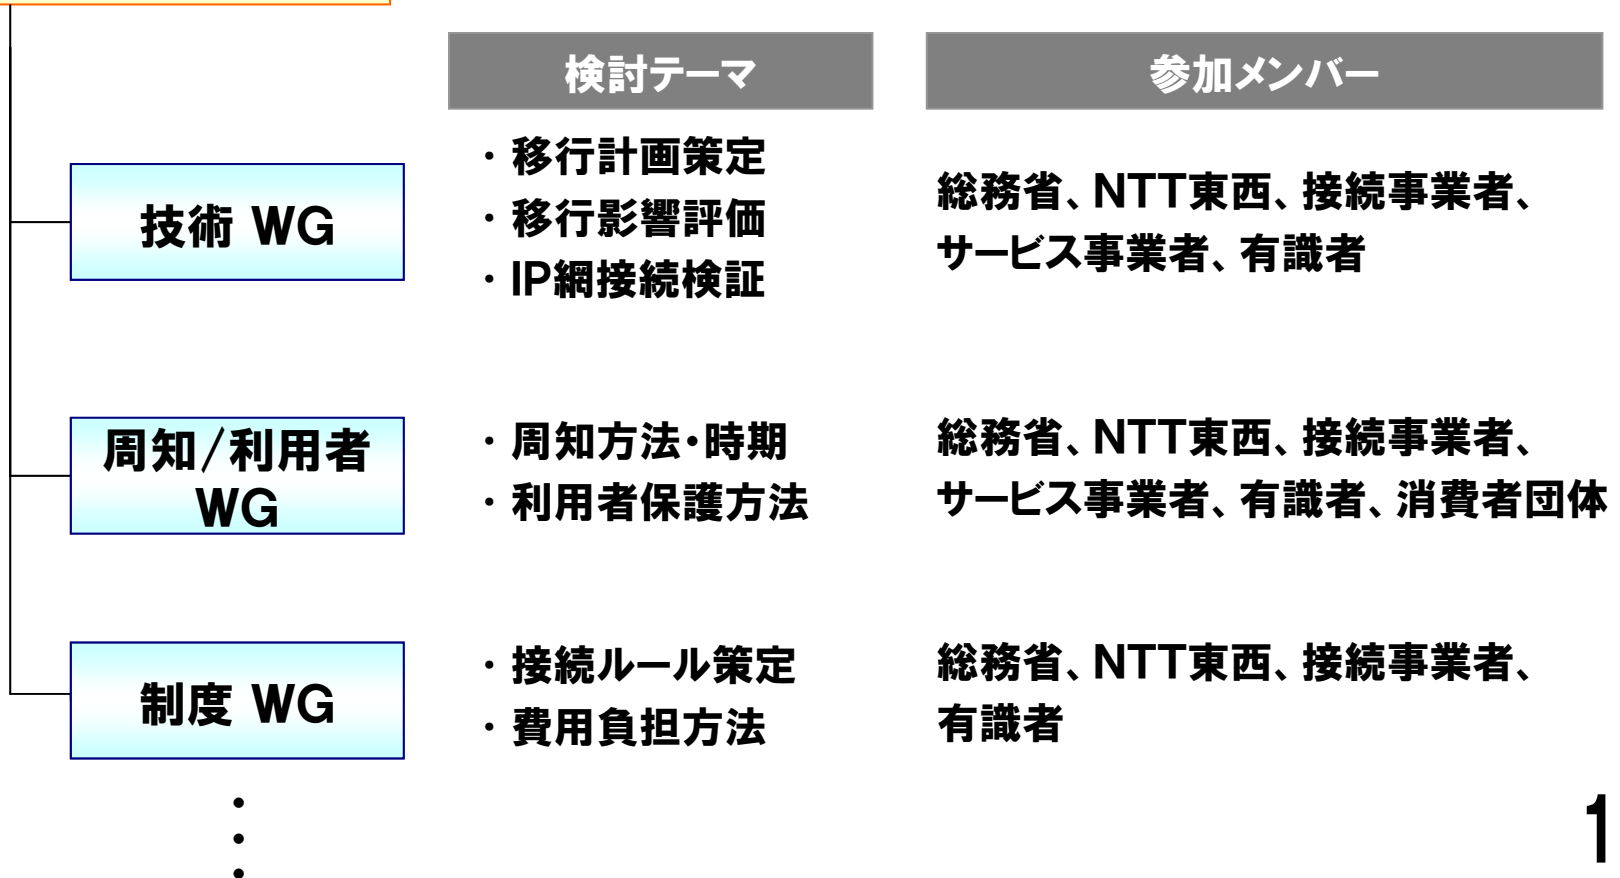 検討テーマ
参加メンバー
技術 WG
・移行計画策定
・移行影響評価
・IP網接続検証
総務省、NTT東西、接続事業者、
サービス事業者、有識者
周知/利用者
WG
・周知方法・時期
・利用者保護方法
総務省、NTT東西、接続事業者、
サービス事業者、有識者、消費者団体
制度 WG
・接続ルール策定
・費用負担方法
総務省、NTT東西、接続事業者、
有識者
・
・
・
1